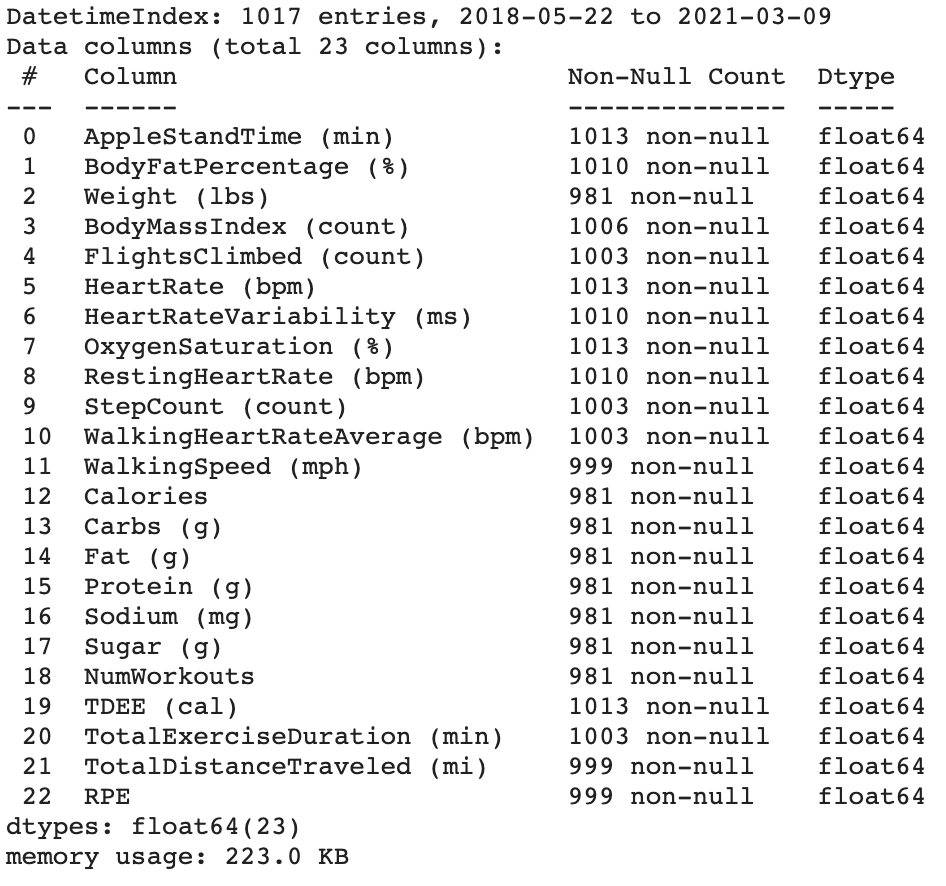 DatetimeIndex: 1017 entries, 2018-05-22 to 2021-03-09
Data columns (total 23 columns):
 #   Column                         Non-Null Count  Dtype
---  ------                         --------------  -----
 0   AppleStandTime (min)           1013 non-null   float64
 1   BodyFatPercentage (%)          1010 non-null   float64
 2   Weight (lbs)                   981 non-null    float64
 3   BodyMassIndex (count)          1006 non-null   float64
 4   FlightsClimbed (count)         1003 non-null   float64
 5   HeartRate (bpm)                1013 non-null   float64
 6   HeartRateVariability (ms)      1010 non-null   float64
 7   OxygenSaturation (%)           1013 non-null   float64
 8   RestingHeartRate (bpm)         1010 non-null   float64
 9   StepCount (count)              1003 non-null   float64
 10  WalkingHeartRateAverage (bpm)  1003 non-null   float64
 11  WalkingSpeed (mph)             999 non-null    float64
 12  Calories                       981 non-null    float64
 13  Carbs (g)                      981 non-null    float64
 14  Fat (g)                        981 non-null    float64
 15  Protein (g)                    981 non-null    float64
 16  Sodium (mg)                    981 non-null    float64
 17  Sugar (g)                      981 non-null    float64
 18  NumWorkouts                    981 non-null    float64
 19  TDEE (cal)                     1013 non-null   float64
 20  TotalExerciseDuration (min)    1003 non-null   float64
 21  TotalDistanceTraveled (mi)     999 non-null    float64
 22  RPE                            999 non-null    float64
dtypes: float64(23)
memory usage: 223.0 KB